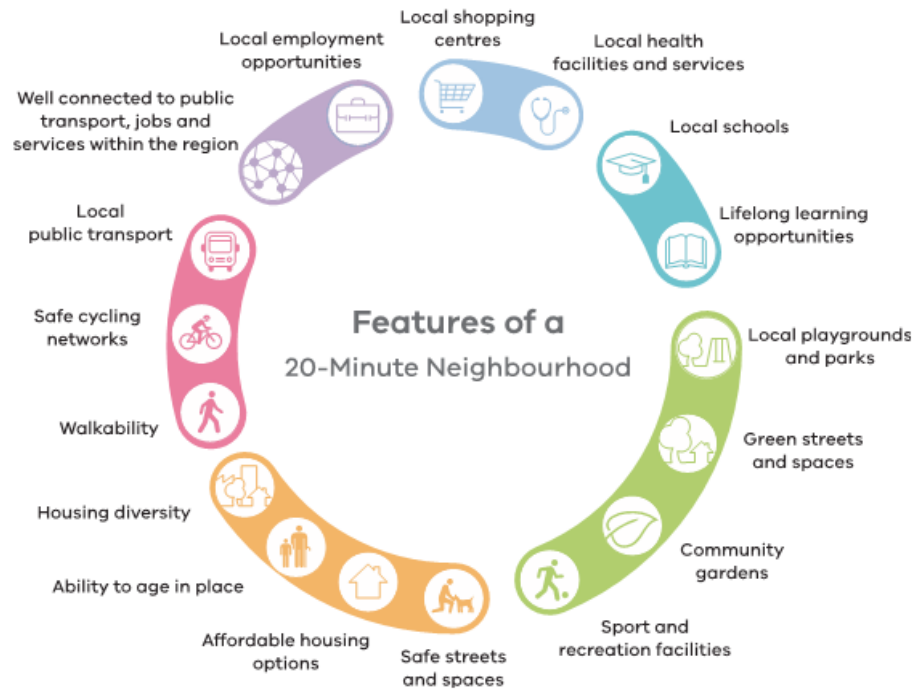 Features of a
20-Minute Neighbourhood
Local shopping
centres
Local health
facilities and services
Local schools
Lifelong learning
opportunities
Local playgrounds
and parks
Green streets
and spaces
Community
gardens
Sport and
recreation facilities
Safe streets
and spaces
Affordable housing
options
Ability to age in place
Housing diversity
Walkability
Safe cycling
networks
Local
public transport
Well connected to public
transport, jobs and
services within the region
Local employment
opportunities